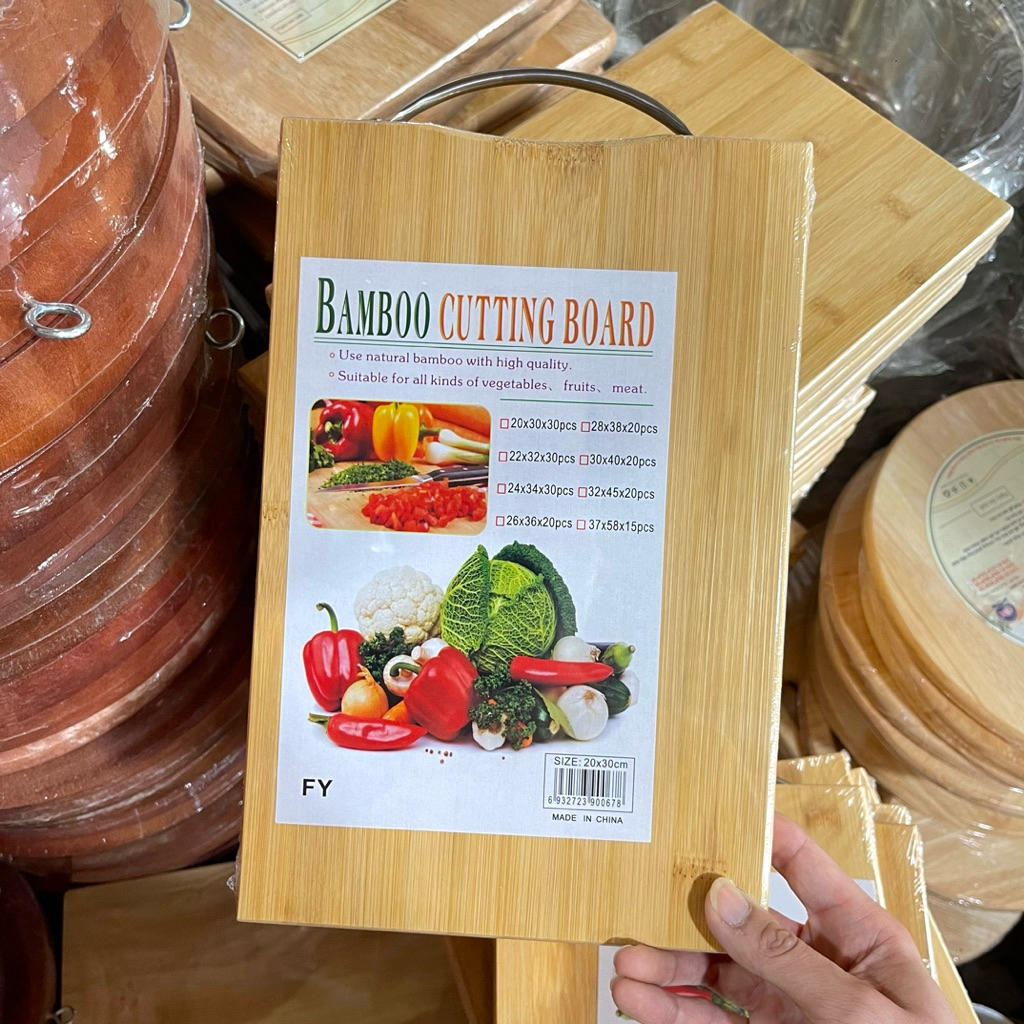 BAMBOO CUTTING BOARD
Use natural bamboo with high quality.
Suitable for all kinds of vegetables、fruits、meat.
20x30x30pcs 28x38x20pcs
22x32x30pcs 30x40x20pcs
24x34x30pcs 32x45x20pcs
26x36x20pcs 37x58x15pcs
SIZE: 20x30cm
6 932723 900678
MADE IN CHINA
FY